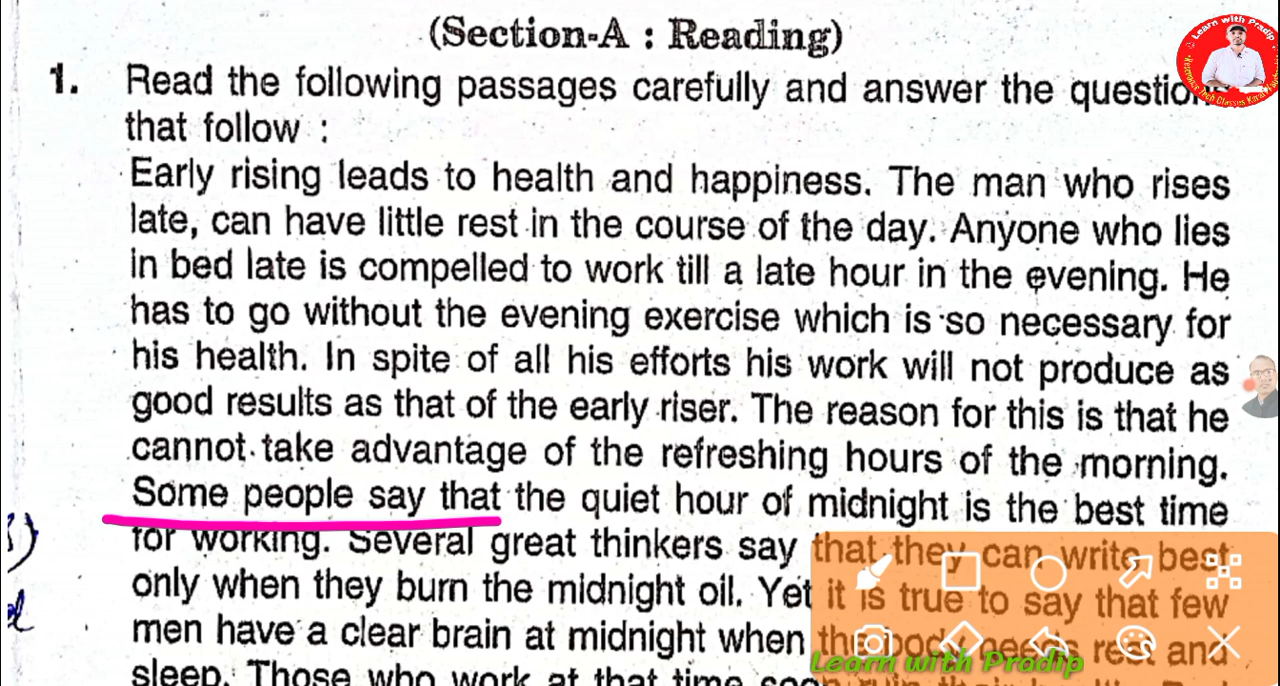 (Section-A : Reading)
1. Read the following passages carefully and answer the questions
that follow :
Early rising leads to health and happiness. The man who rises
late, can have little rest in the course of the day. Anyone who lies
in bed late is compelled to work till a late hour in the evening. He
has to go without the evening exercise which is so necessary for
his health. In spite of all his efforts his work will not produce as
good results as that of the early riser. The reason for this is that he
cannot take advantage of the refreshing hours of the morning.
Some people say that the quiet hour of midnight is the best time
for working. Several great thinkers say that they can write best
only when they burn the midnight oil. Yet it is true to say that few
men have a clear brain at midnight when the body needs rest and
sleep. Those who work at that time soon ruin their
Learn with Prodip
Learn with Pradip